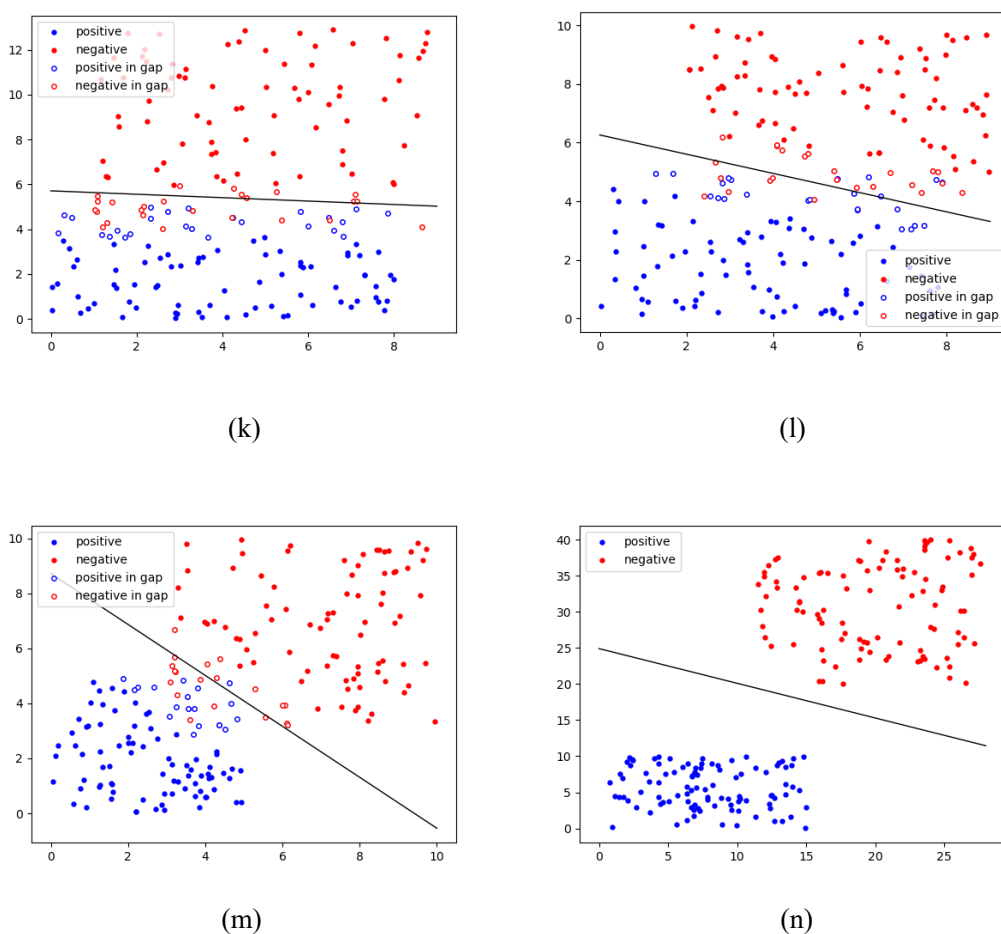 positive
negative
positive in gap
negative in gap
12
10
8
6
4
2
0
0 2 4 6 8
(k)
10
8
6
4
2
0
positive
negative
positive in gap
negative in gap
0 2 4 6 8
(l)
positive
negative
positive in gap
negative in gap
10
8
6
4
2
0
0 2 4 6 8 10
(m)
positive
negative
40
35
30
25
20
15
10
5
0
0 5 10 15 20 25
(n)